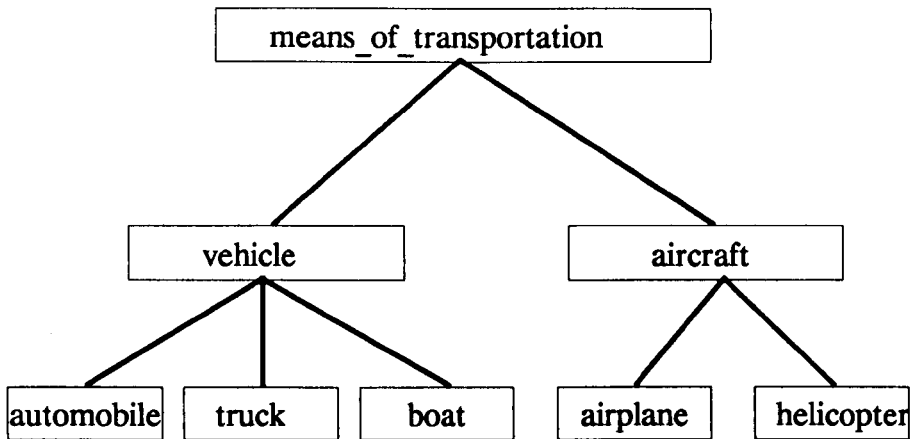 means_of_transportation
vehicle
aircraft
automobile
truck
boat
airplane
helicopter